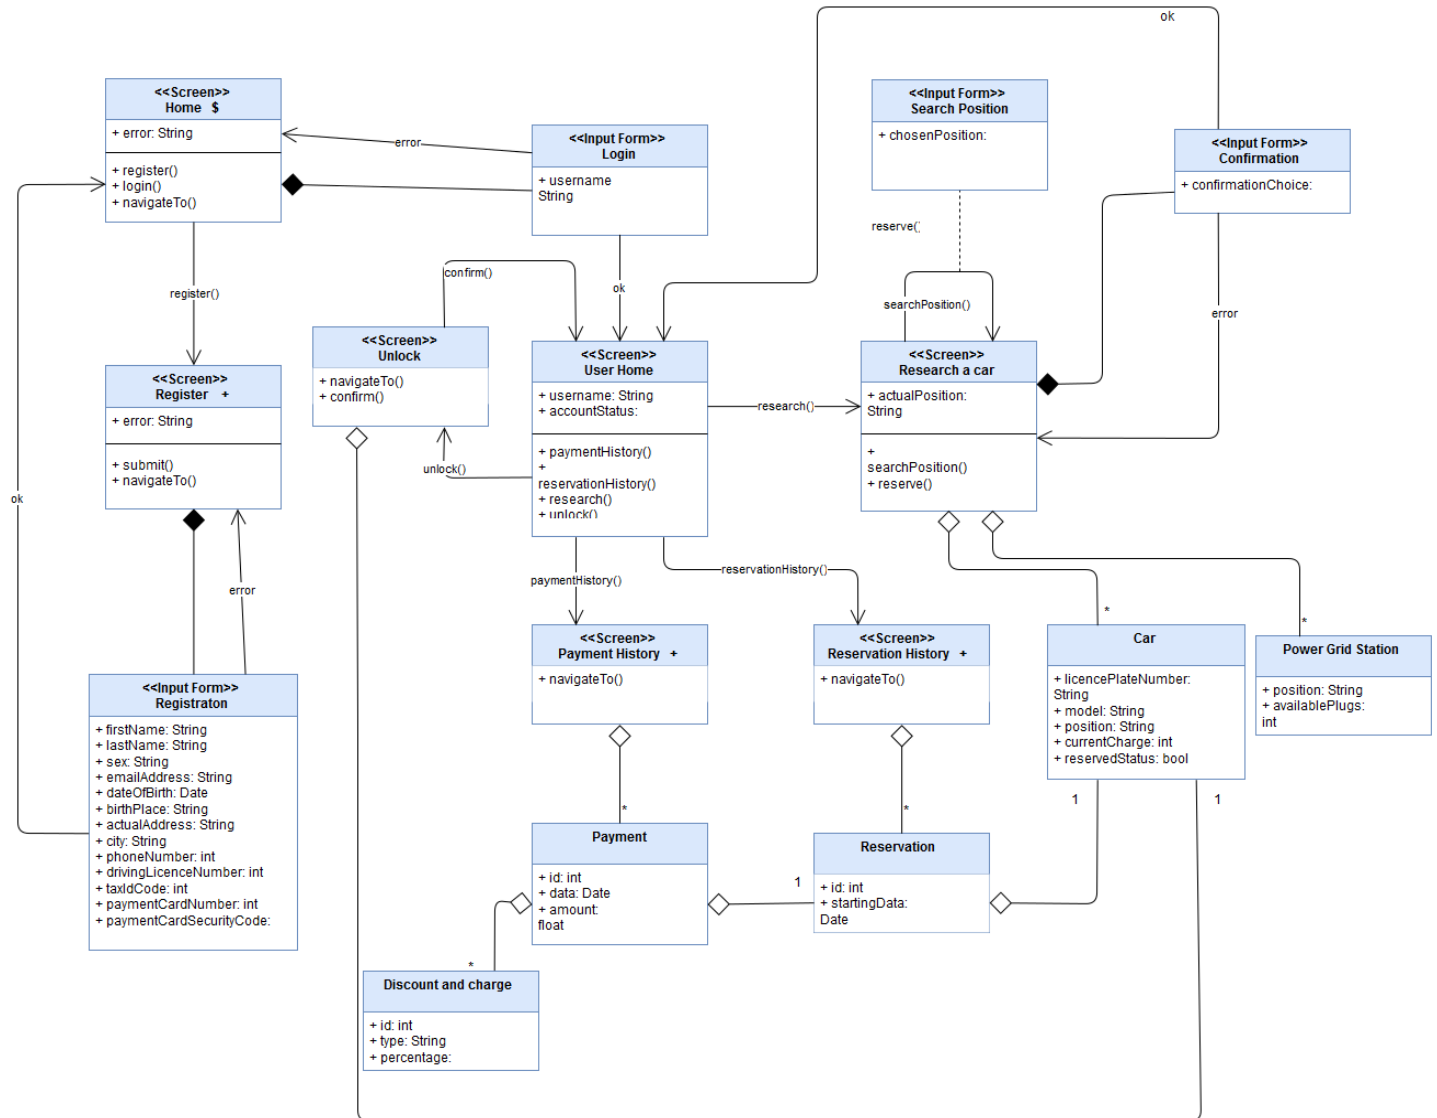 ok
<<Screen>>
Home $
+ error: String
+ register()
+ login()
+ navigateTo()
error
<<Input Form>>
Login
+ username
String
<<Input Form>>
Search Position
+ chosenPosition:
<<Input Form>>
Confirmation
+ confirmationChoice:
reserve()
register()
confirm()
ok
searchPosition()
error
<<Screen>>
Unlock
+ navigateTo()
+ confirm()
<<Screen>>
User Home
+ username: String
+ accountStatus:
+ paymentHistory()
+
reservationHistory()
+ research()
+ unlock()
research()
<<Screen>>
Research a car
+ actualPosition:
String
+
searchPosition()
+ reserve()
<<Screen>>
Register +
+ error: String
+ submit()
+ navigateTo()
unlock()
ok
error
paymentHistory()
reservationHistory()
<<Screen>>
Payment History +
+ navigateTo()
<<Screen>>
Reservation History +
+ navigateTo()
*
*
Car
+ licencePlateNumber:
String
+ model: String
+ position: String
+ currentCharge: int
+ reservedStatus: bool
Power Grid Station
+ position: String
+ availablePlugs:
int
<<Input Form>>
Registraton
+ firstName: String
+ lastName: String
+ sex: String
+ emailAddress: String
+ dateOfBirth: Date
+ birthPlace: String
+ actualAddress: String
+ city: String
+ phoneNumber: int
+ drivingLicenceNumber: int
+ taxIdCode: int
+ paymentCardNumber: int
+ paymentCardSecurityCode:
*
*
1
1
Payment
+ id: int
+ data: Date
+ amount:
float
1
Reservation
+ id: int
+ startingData:
Date
*
Discount and charge
+ id: int
+ type: String
+ percentage: